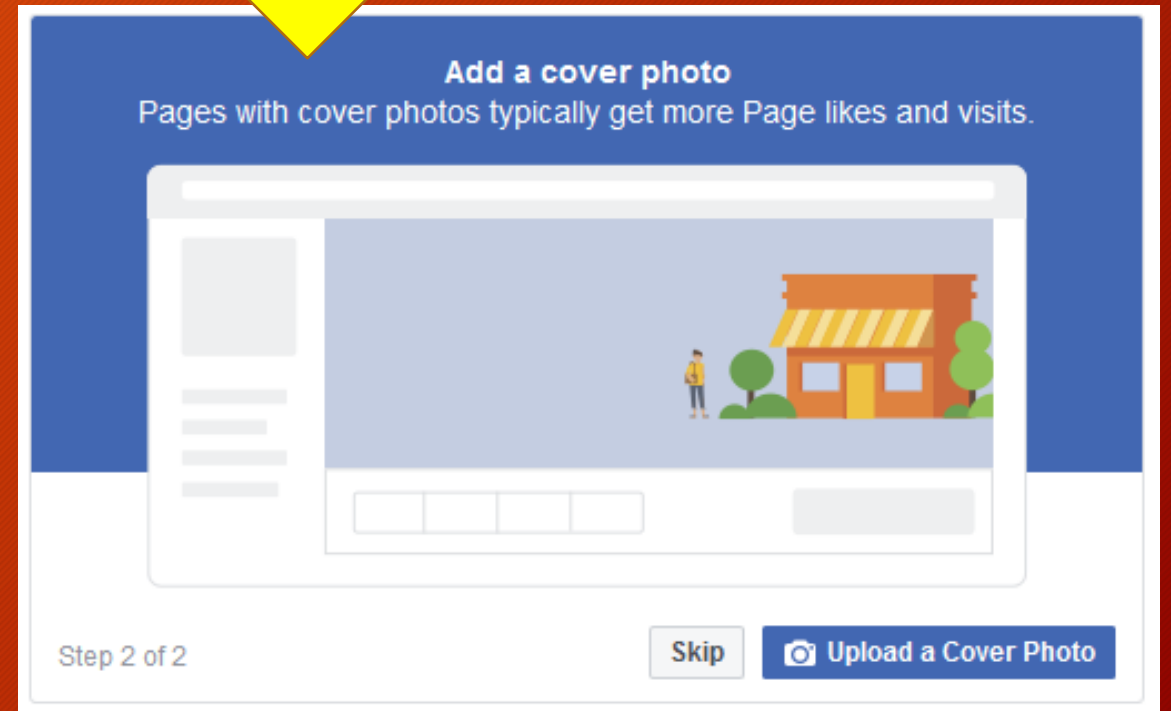 Add a cover photo
Pages with cover photos typically get more Page likes and visits.
Step 2 of 2
Skip
Upload a Cover Photo